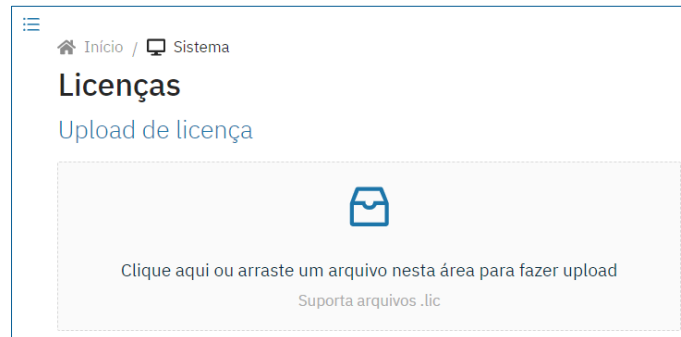 Início / Sistema
Licenças
Upload de licença
Clique aqui ou arraste um arquivo nesta área para fazer upload
Suporta arquivos .lic